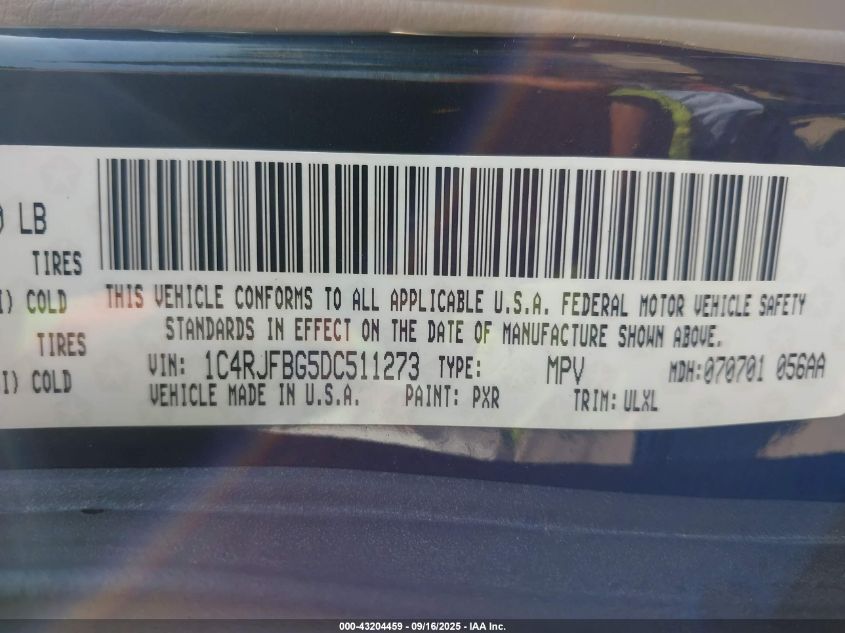 LB
TIRES
I) COLD
TIRES
I) COLD
THIS VEHICLE CONFORMS TO ALL APPLICABLE U.S.A. FEDERAL MOTOR VEHICLE SAFETY
STANDARDS IN EFFECT ON THE DATE OF MANUFACTURE SHOWN ABOVE.
VIN: 1C4RJFBG5DC511273 TYPE: MPV MDH:070701 056AA
VEHICLE MADE IN U.S.A. PAINT: PXR TRIM: ULXL
000-43204459 - 09/16/2025 - IAA Inc.